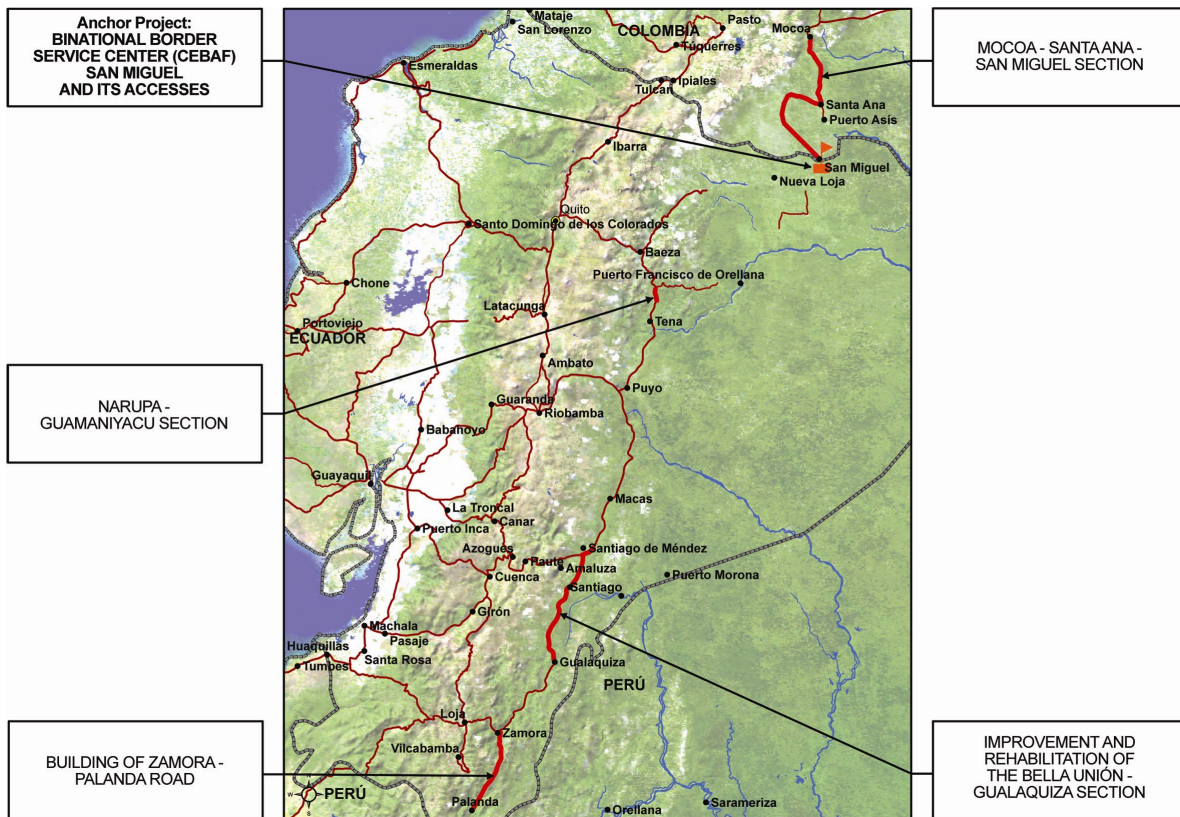 Anchor Project:
BINATIONAL BORDER
SERVICE CENTER (CEBAF)
SAN MIGUEL
AND ITS ACCESSES
MOCOA - SANTA ANA -
SAN MIGUEL SECTION
NARUPA -
GUAMANIYACU SECTION
BUILDING OF ZAMORA -
PALANDA ROAD
IMPROVEMENT AND
REHABILITATION OF
THE BELLA UNIÓN -
GUALAQUIZA SECTION
Mataje
San Lorenzo
COLOMBIA
Pasto
Túquerres
Mocoa
Esmeraldas
Tulcan
Ipiales
Santa Ana
Puerto Asís
Ibarra
San Miguel
Nueva Loja
Quito
Santo Domingo de los Colorados
Baeza
Puerto Francisco de Orellana
Chone
Latacunga
Portoviejo
ECUADOR
Tena
Ambato
Puyo
Guaranda
Riobamba
Babahoyo
Guayaquil
Macas
La Troncal
Canar
Puerto Inca
Azogues
Paute
Santiago de Méndez
Amaluza
Cuenca
Santiago
Puerto Morona
Girón
Machala
Pasaje
Huaquillas
Santa Rosa
Tumbes
Gualaquiza
PERÚ
Loja
Zamora
Vilcabamba
PERÚ
Palanda
Orellana
Sarameriza
W
S